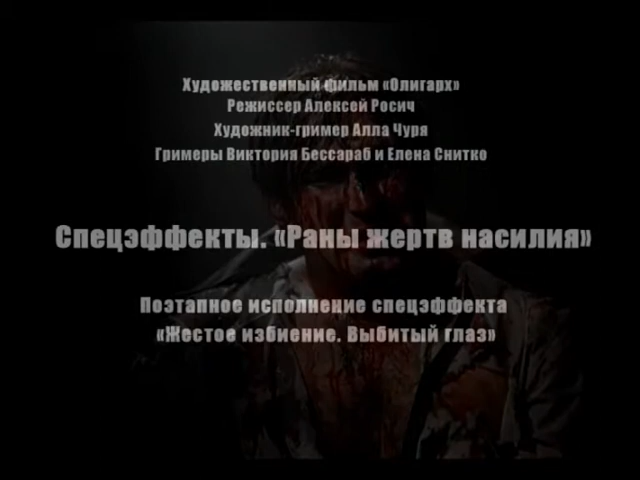 Художественный фильм «Олигарх»
Режиссер Алексой Росич
Художник-гример Алла Чуря
Гримеры Виктория Бессараб и Елена Снитко
Спецэффекты. «Раны жертв насилия»
Поэтапное исполнение спецэффекта
«Жестое избиение. Выбитый глаз»